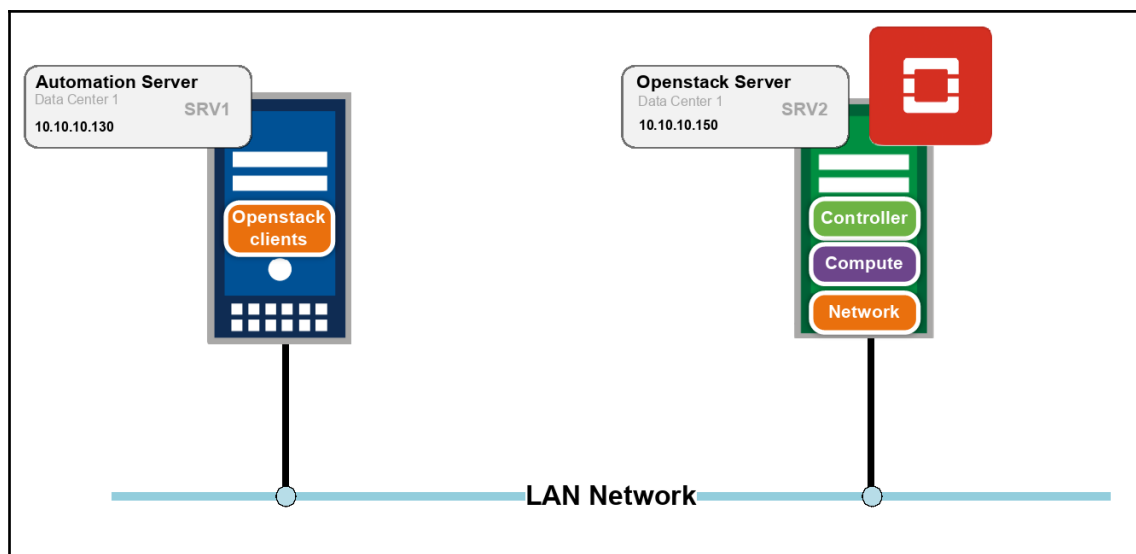 Automation Server
Data Center 1
SRV1
10.10.10.130
Openstack
clients
Openstack Server
Data Center 1
SRV2
10.10.10.150
Controller
Compute
Network
LAN Network